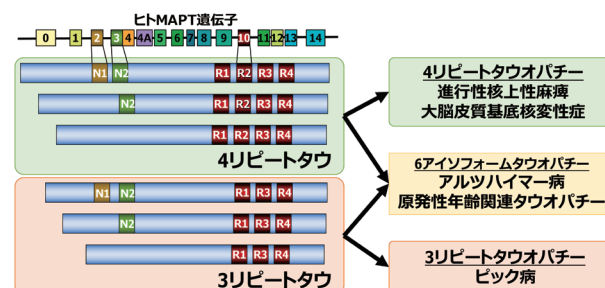 ヒトMAPT遺伝子
0 1 2 3 4 4A 5 6 7 8 9 10 11 12 13 14
N1 N2 R1 R2 R3 R4
N2 R1 R2 R3 R4
R1 R2 R3 R4
4リピートタウ
N1 N2 R1 R3 R4
N2 R1 R3 R4
R1 R3 R4
3リピートタウ
4リピートタウオパチー
進行性核上性麻痺
大脳皮質基底核変性症
6アイソフォームタウオパチー
アルツハイマー病
原発性年齢関連タウオパチー
3リピートタウオパチー
ピック病